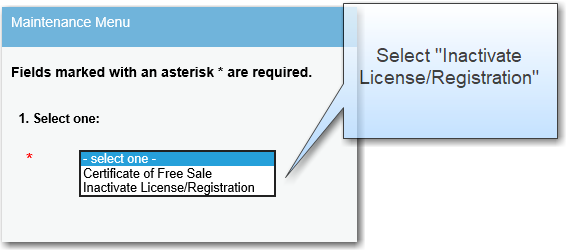 Maintenance Menu
Fields marked with an asterisk * are required.
1. Select one:
*
- select one -
Certificate of Free Sale
Inactivate License/Registration
Select "Inactivate
License/Registration"